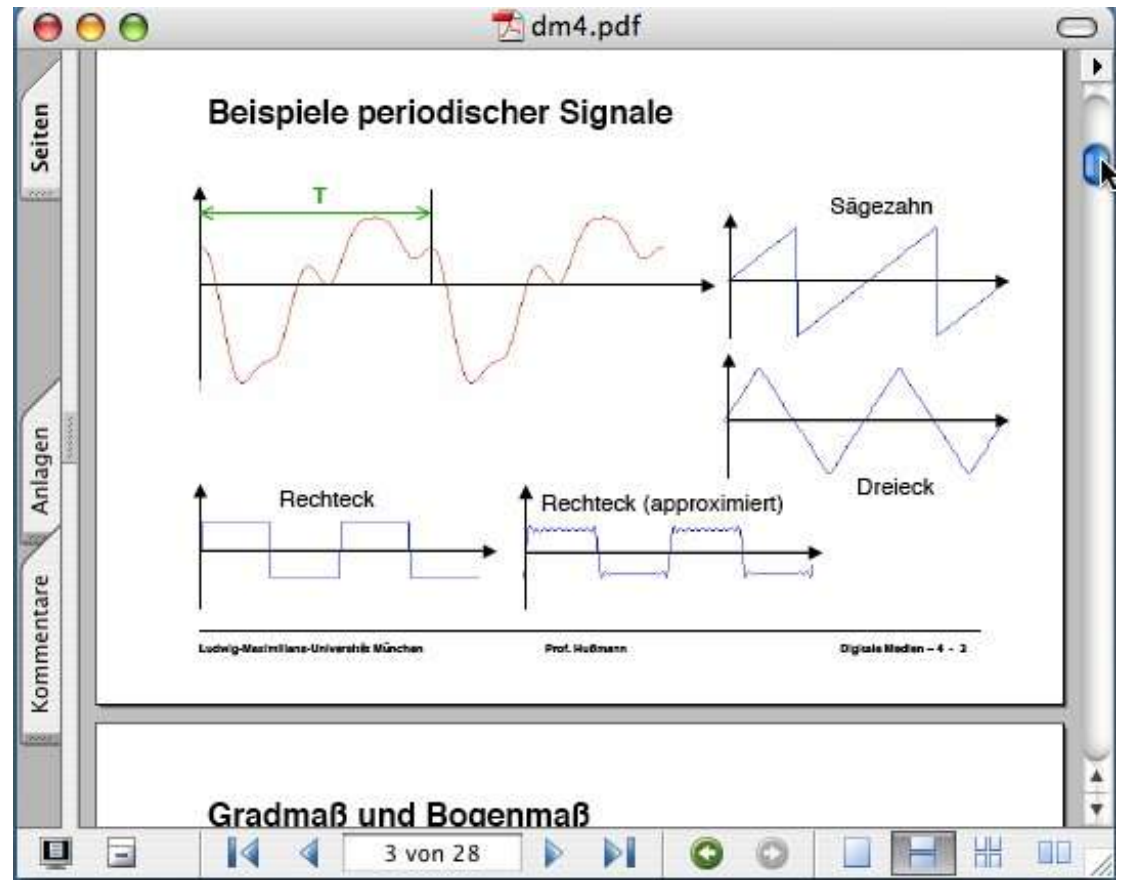 dm4.pdf
Seiten
Anlagen
Kommentare
Beispiele periodischer Signale
T
Sägezahn
Dreieck
Rechteck
Rechteck (approximiert)
Ludwig-Maximilians-Universität München
Prof. Hußmann
Digitale Medien – 4 - 3
Gradmaß und Bogenmaß
3 von 28